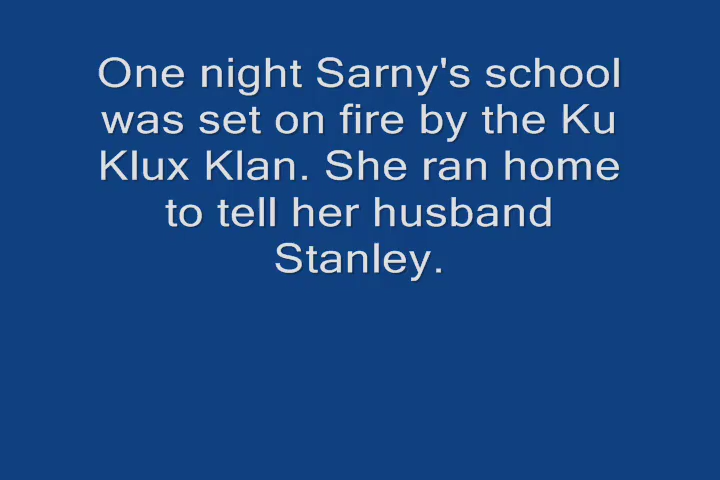 One night Sarny's school
was set on fire by the Ku
Klux Klan. She ran home
to tell her husband
Stanley.